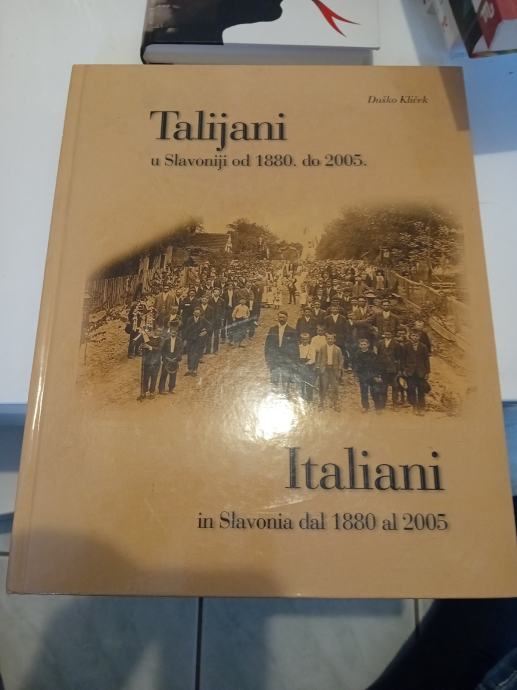 Duško Kliček
Talijani
u Slavoniji od 1880. do 2005.
Italiani
in Slavonia dal 1880 al 2005